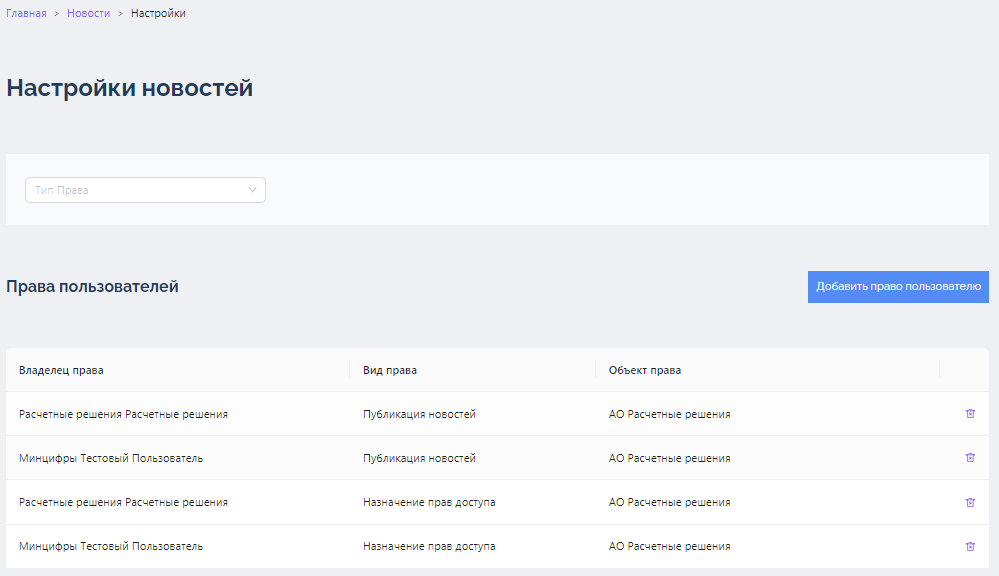 Главная > Новости > Настройки
Настройки новостей
Тип Права
Права пользователей
Добавить право пользователю
Владелец права Вид права Объект права
Расчетные решения Расчетные решения Публикация новостей АО Расчетные решения
Минцифры Тестовый Пользователь Публикация новостей АО Расчетные решения
Расчетные решения Расчетные решения Назначение прав доступа АО Расчетные решения
Минцифры Тестовый Пользователь Назначение прав доступа АО Расчетные решения